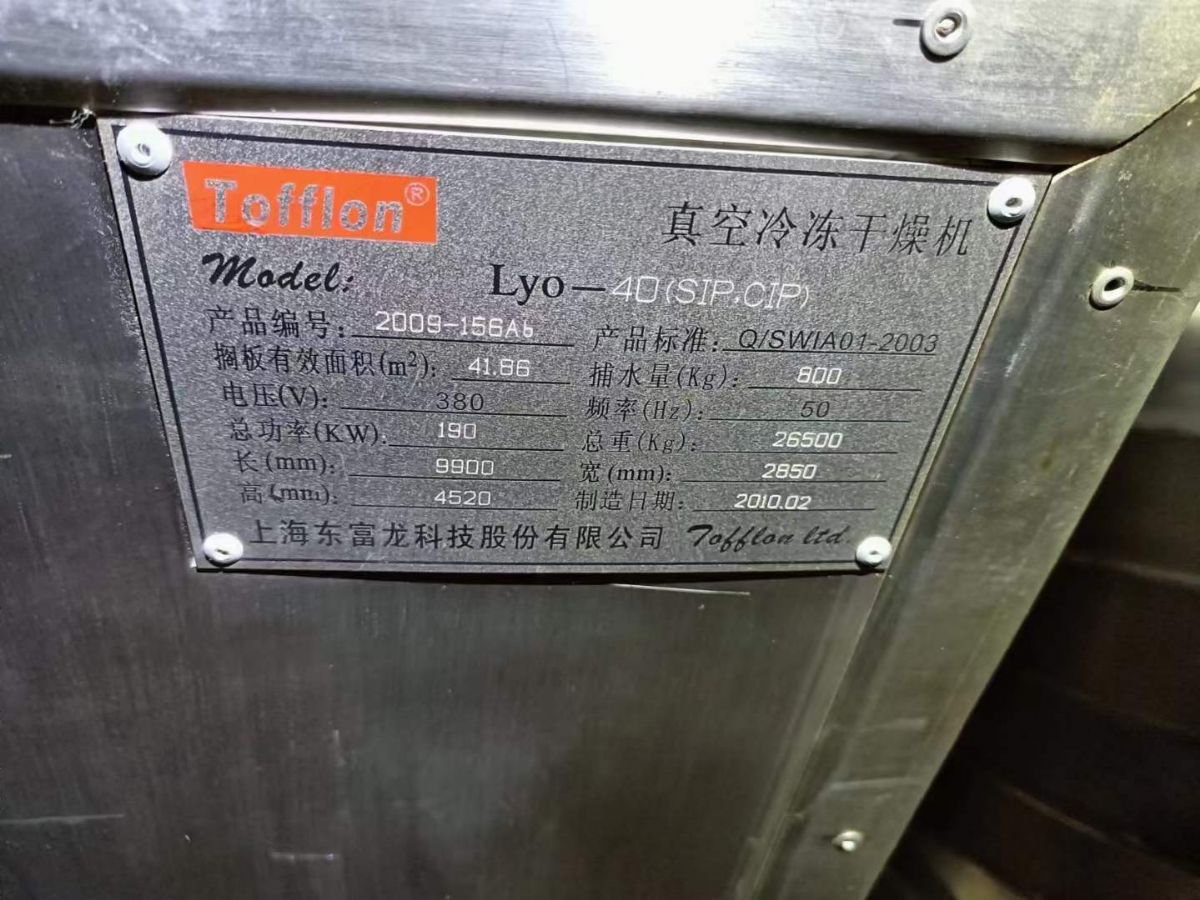 Tofflon®
真空冷冻干燥机
Model: Lyo-40(SIP.CIP)
产品编号: 2009-156Ab 产品标准: Q/SWIA01-2003
搁板有效面积(m²): 41.86 捕水量(Kg): 800
电压(V): 380 频率(Hz): 50
总功率(KW): 190 总重(Kg): 26500
长(mm): 9900 宽(mm): 2850
高(mm): 4520 制造日期: 2010.02
上海东富龙科技股份有限公司 Tofflon ltd.